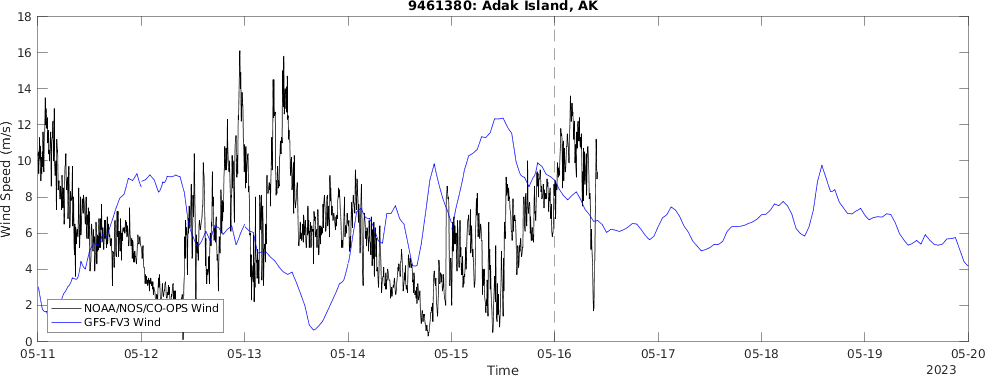 9461380: Adak Island, AK
18
16
14
12
10
8
6
4
2
0
Wind Speed (m/s)
NOAA/NOS/CO-OPS Wind
GFS-FV3 Wind
05-11 05-12 05-13 05-14 05-15 05-16 05-17 05-18 05-19 05-20
Time
2023